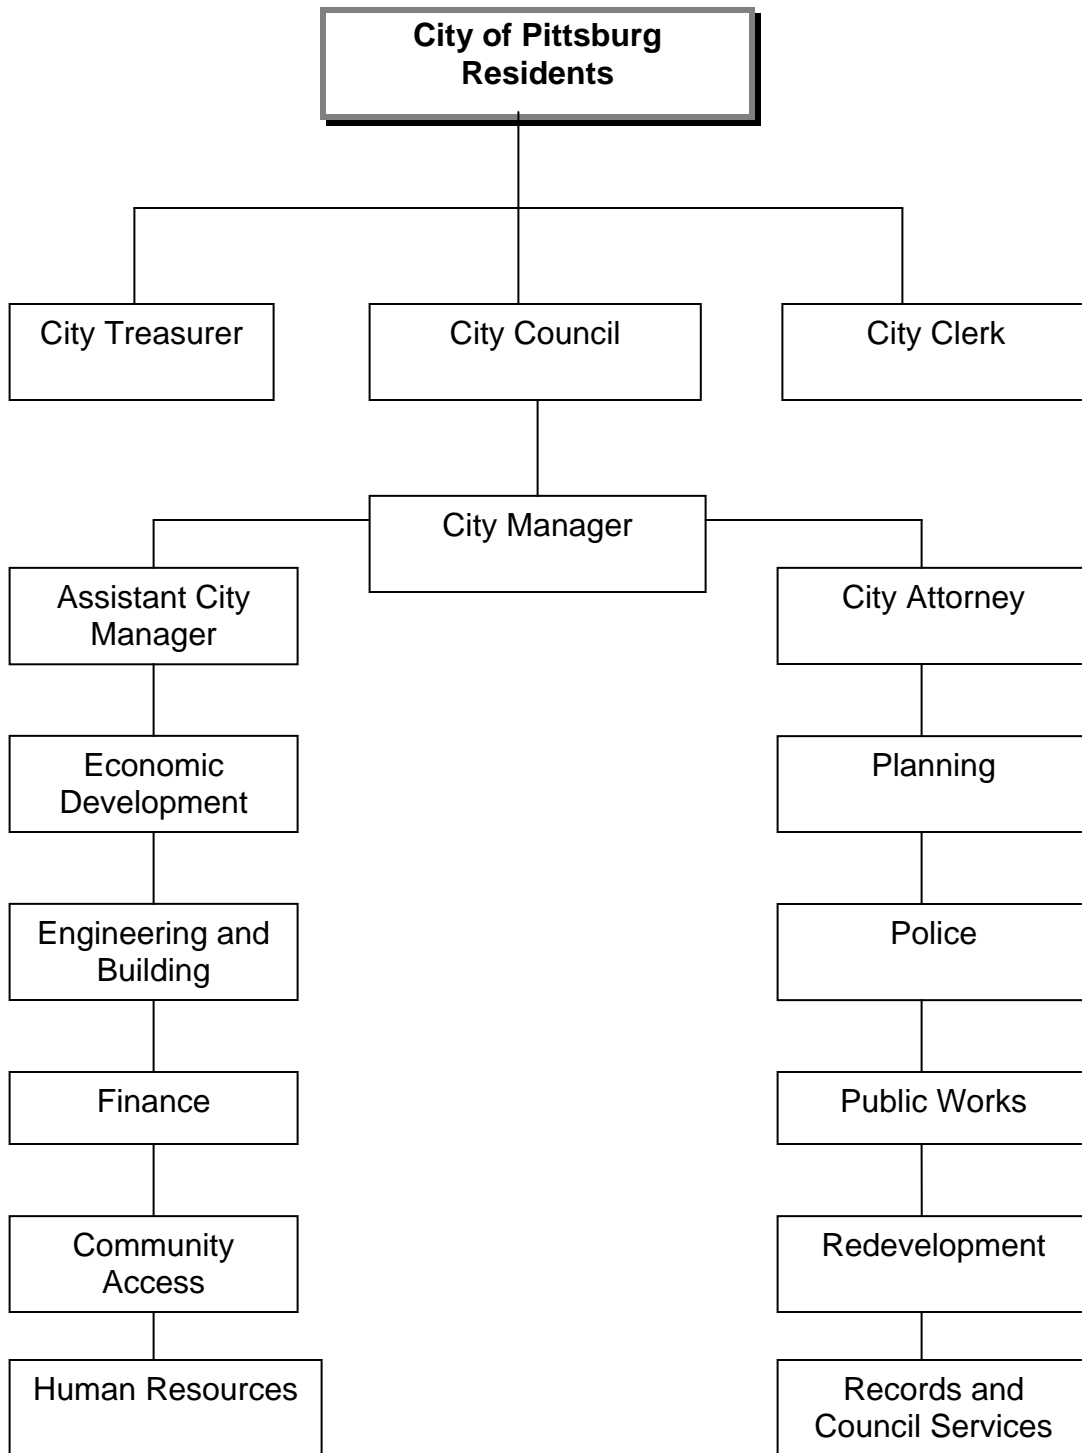 City of Pittsburg
Residents
City Treasurer
City Council
City Clerk
City Manager
Assistant City
Manager
City Attorney
Economic
Development
Planning
Engineering and
Building
Police
Finance
Public Works
Community
Access
Redevelopment
Human Resources
Records and
Council Services